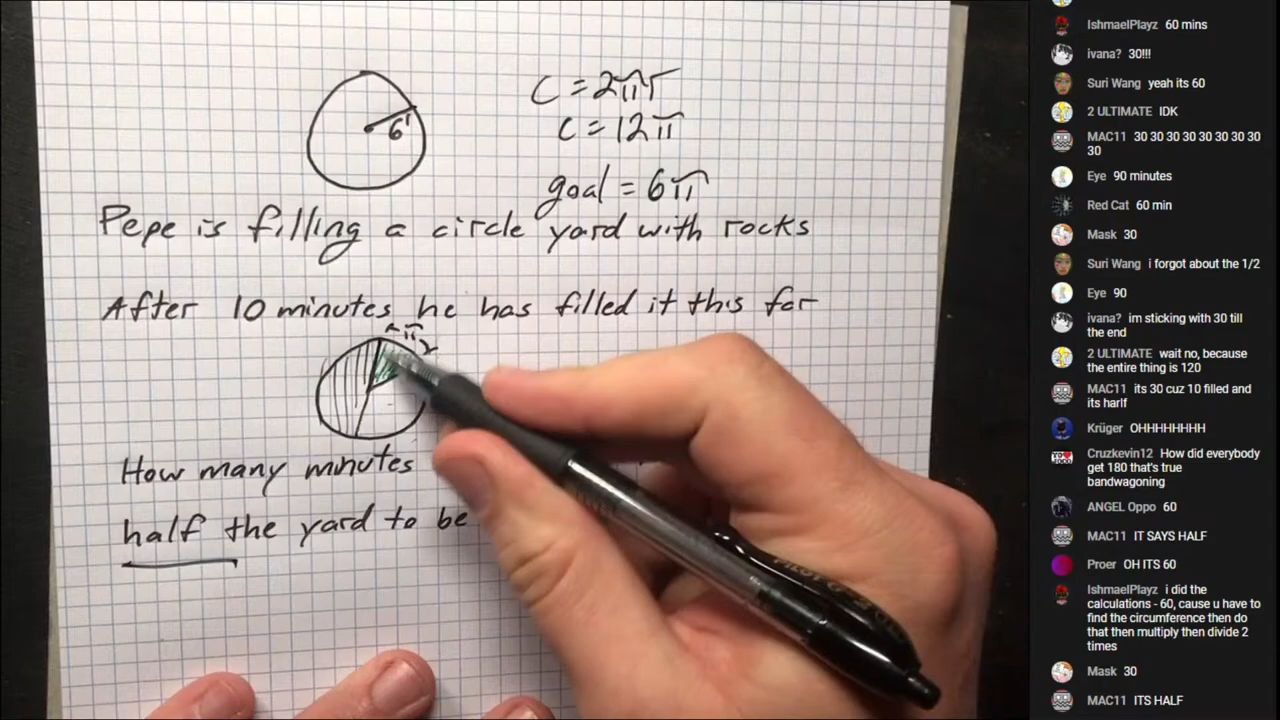 C = 2πr
6'
C = 12π
goal = 6π
Pepe is filling a circle yard with rocks
After 10 minutes he has filled it this far
π
How many minutes
half the yard to be
IshmaelPlayz 60 mins
ivana? 30!!!
Suri Wang yeah its 60
2 ULTIMATE IDK
MAC11 30 30 30 30 30 30 30 30
30
Eye 90 minutes
Red Cat 60 min
Mask 30
Suri Wang i forgot about the 1/2
Eye 90
ivana? im sticking with 30 till
the end
2 ULTIMATE wait no, because
the entire thing is 120
MAC11 its 30 cuz 10 filled and
its harlf
Krüger OHHHHHHHH
Cruzkevin12 How did everybody
get 180 that's true
bandwagoning
ANGEL Oppo 60
MAC11 IT SAYS HALF
Proer OH ITS 60
IshmaelPlayz i did the
calculations - 60, cause u have to
find the circumference then do
that then multiply then divide 2
times
Mask 30
MAC11 ITS HALF